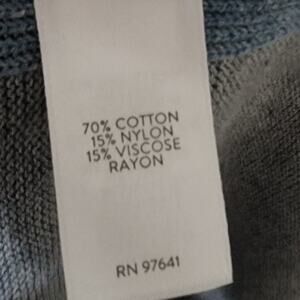 70% COTTON
15% NYLON
15% VISCOSE
RAYON
RN 97641